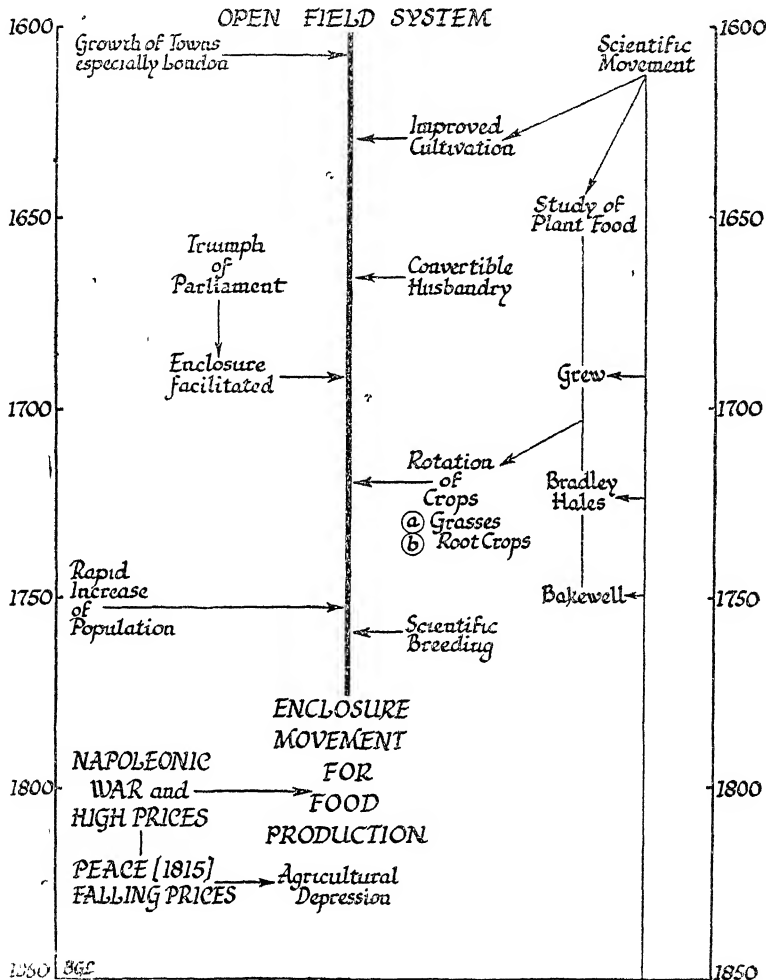 OPEN FIELD SYSTEM
1600
1600
Growth of Towns
especially London
Scientific
Movement
Improved
Cultivation
1650
1650
Study of
Plant Food
Triumph
of
Parliament
Convertible
Husbandry
Enclosure
facilitated
Grew
1700
1700
Rotation
of
Crops
a Grasses
b Root Crops
Bradley
Hales
Rapid
Increase
of
Population
1750
1750
Bakewell
Scientific
Breeding
ENCLOSURE
MOVEMENT
FOR
FOOD
PRODUCTION
NAPOLEONIC
WAR and
HIGH PRICES
1800
1800
PEACE [1815]
FALLING PRICES
Agricultural
Depression
1850